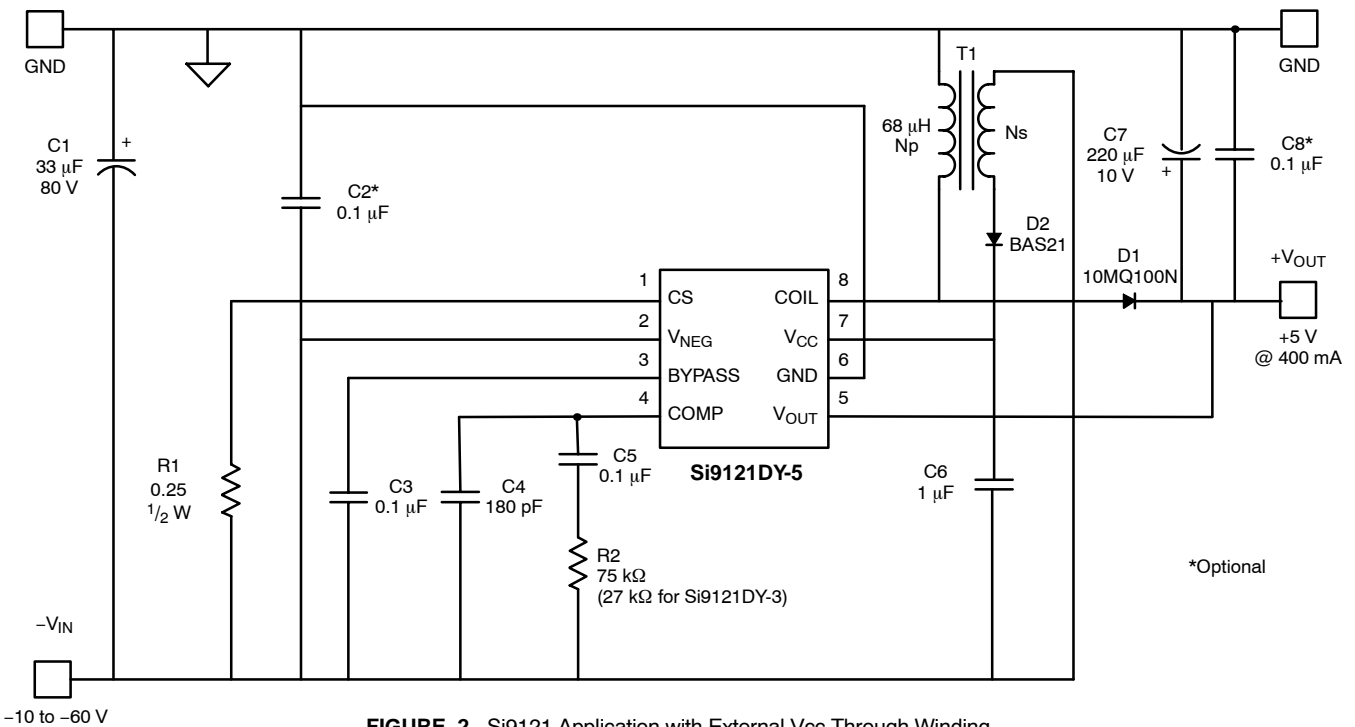 GND
GND
T1
C1
33 μF
80 V
+
C2*
0.1 μF
68 μH
Np
Ns
C7
220 μF
10 V
+
C8*
0.1 μF
D2
BAS21
D1
10MQ100N
+VOUT
+5 V
@ 400 mA
1
CS
2
VNEG
3
BYPASS
4
COMP
COIL
8
VCC
7
GND
6
VOUT
5
Si9121DY-5
R1
0.25
1/2 W
C3
0.1 μF
C4
180 pF
C5
0.1 μF
R2
75 kΩ
(27 kΩ for Si9121DY-3)
C6
1 μF
*Optional
−VIN
−10 to −60 V
FIGURE 2. Si9121 Application with External Vcc Through Winding